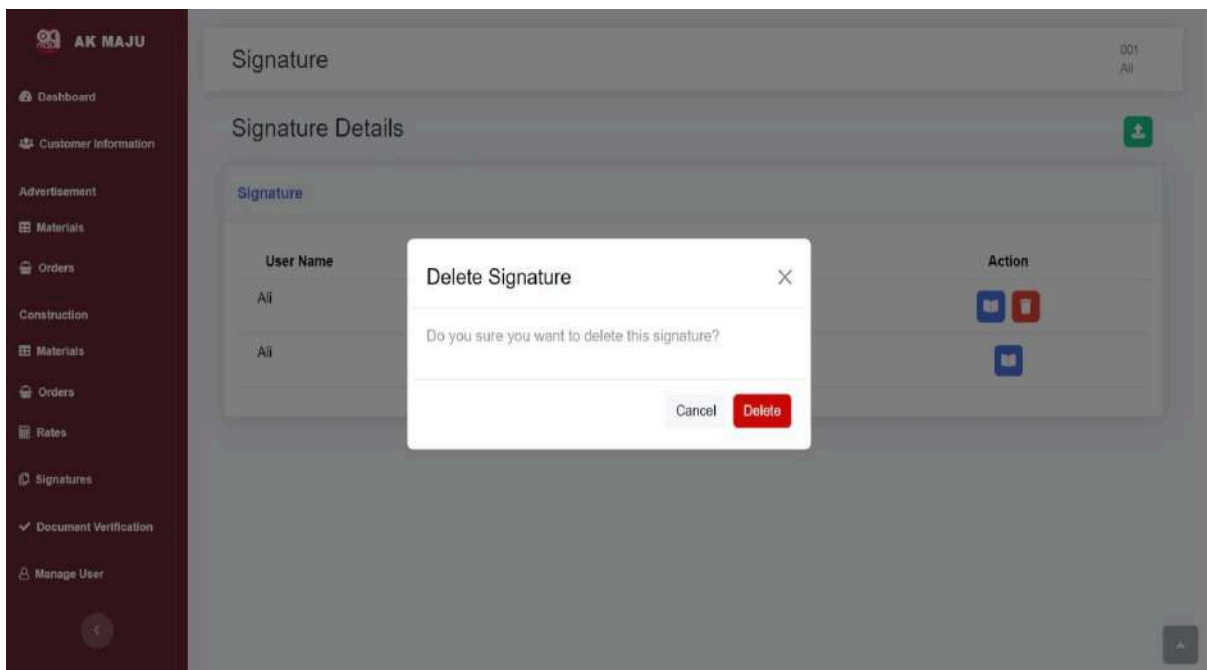 AK MAJU
Dashboard
Customer Information
Advertisement
Materials
Orders
Construction
Materials
Orders
Rates
Signatures
Document Verification
Manage User
Signature
001
Ali
Signature Details
Signature
User Name
Action
Ali
Ali
Delete Signature
Do you sure you want to delete this signature?
Cancel
Delete